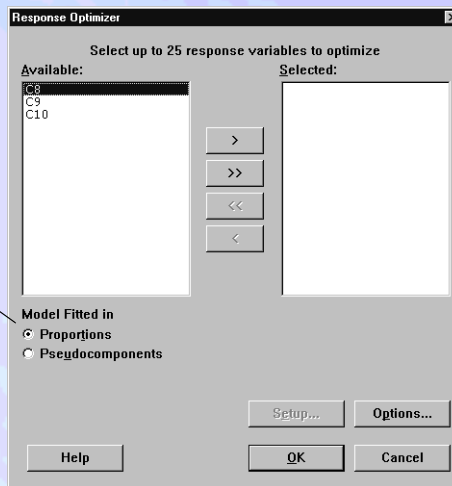 Response Optimizer
Select up to 25 response variables to optimize
Available:
Selected:
C8
C9
C10
>
>>
<<
<
Model Fitted in
Proportions
Pseudocomponents
Setup...
Options...
Help
OK
Cancel